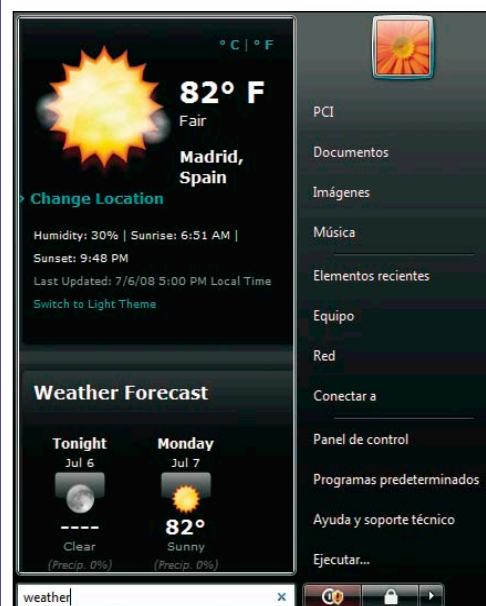 ° C | ° F
82° F
Fair
Madrid,
Spain
› Change Location
Humidity: 30% | Sunrise: 6:51 AM |
Sunset: 9:48 PM
Last Updated: 7/6/08 5:00 PM Local Time
Switch to Light Theme
Weather Forecast
Tonight
Jul 6
----
Clear
(Precip. 0%)
Monday
Jul 7
82°
Sunny
(Precip. 0%)
weather
PCI
Documentos
Imágenes
Música
Elementos recientes
Equipo
Red
Conectar a
Panel de control
Programas predeterminados
Ayuda y soporte técnico
Ejecutar...